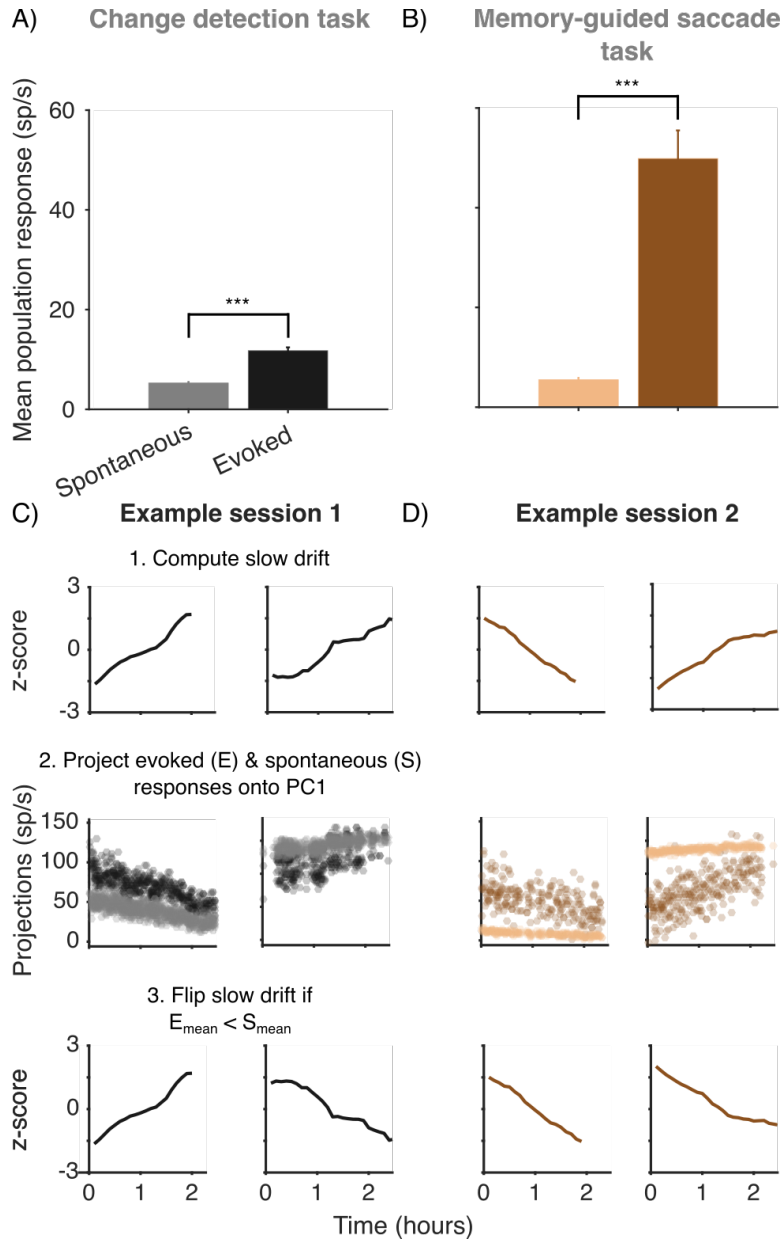 A)
Change detection task
B)
Memory-guided saccade
task
Mean population response (sp/s)
60
40
20
0
***
***
Spontaneous
Evoked
C)
Example session 1
D)
Example session 2
1. Compute slow drift
z-score
3
0
-3
2. Project evoked (E) & spontaneous (S)
responses onto PC1
Projections (sp/s)
150
100
50
0
3. Flip slow drift if
Emean < Smean
z-score
3
0
-3
0 1 2
0 1 2
0 1 2
0 1 2
Time (hours)